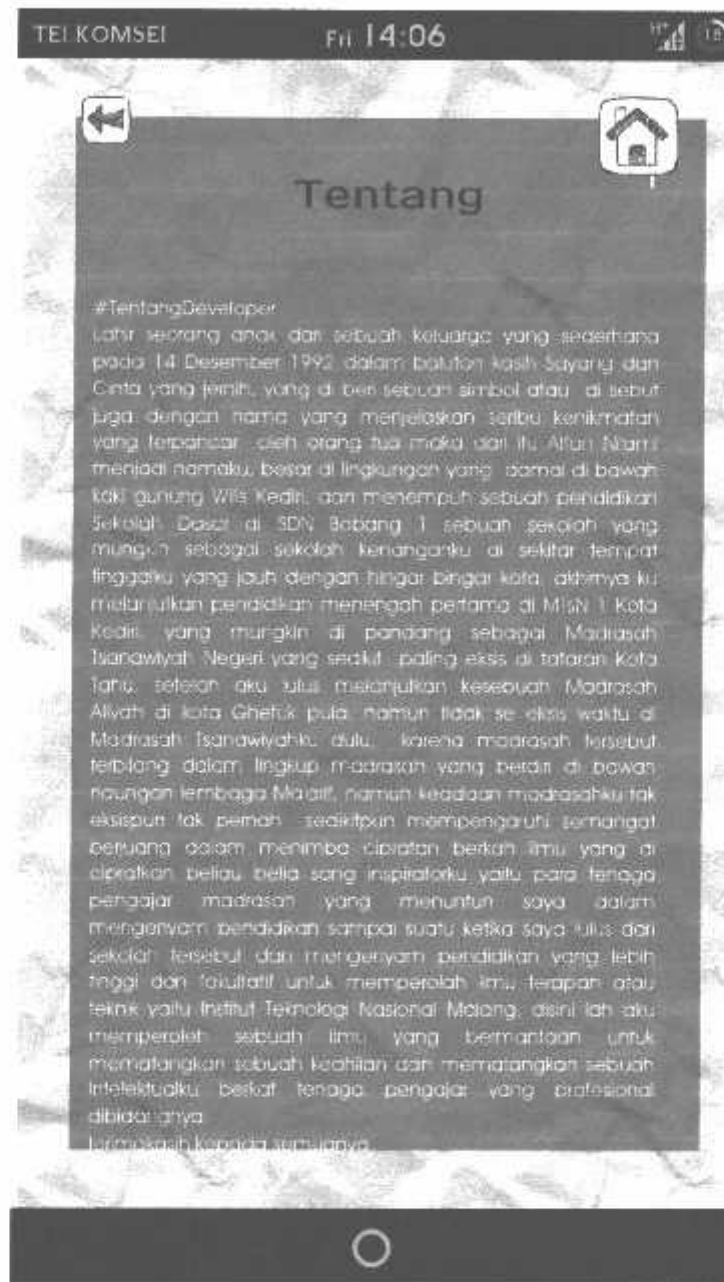 TELKOMSEL Fri 14:06 H+ 18
Tentang
#TentangDeveloper
Lahir seorang anak dari sebuah keluarga yang sederhana
pada 14 Desember 1992 dalam balutan kasih Sayang dan
Cinta yang jernih, yang di beri sebuah simbol atau di sebut
juga dengan nama yang menjelaskan seribu kenikmatan
yang terpancar oleh orang tua maka dari itu Ni'ami
menjadi namaku, besar di lingkungan yang damai di bawah
kaki gunung Wilis Kediri, dan menempuh sebuah pendidikan
Sekolah Dasar di SDN Bobang 1 sebuah sekolah yang
mungkin sebagai sekolah kenanganku di sekitar tempat
tinggalku yang jauh dengan hingar bingar kota, akhirnya ku
melanjutkan pendidikan menengah pertama di MTsN 1 Kota
Kediri, yang mungkin di pandang sebagai Madrasah
Tsanawiyah Negeri yang sedikit paling eksis di tataran Kota
Tahu, setelah aku lulus melanjutkan kesebuah Madrasah
Aliyah di kota Ghetuk pula, namun tidak se eksis waktu di
Madrasah Tsanawiyahku dulu, karena madrasah tersebut
terbilang dalam lingkup madrasah yang berdiri di bawah
naungan lembaga Ma'arif, namun keadaan madrasahku tak
eksispun tak pernah sedikitpun mempengaruhi semangat
berjuang dalam menimba cipratan berkah ilmu yang di
cipratkan beliau belia sang inspiratorku yaitu para tenaga
pengajar madrasah yang menuntun saya dalam
mengenyam pendidikan sampai suatu ketika saya lulus dari
sekolah tersebut dan mengenyam pendidikan yang lebih
tinggi dan fakultatif untuk memperolah ilmu terapan atau
teknik yaitu Institut Teknologi Nasional Malang, disini lah aku
memperoleh sebuah ilmu yang bermanfaan untuk
mematangkan sebuah keahlian dan mematangkan sebuah
Intelektualku berkat tenaga pengajar yang profesional
dibidangnya
Terimakasih kepada semuanya